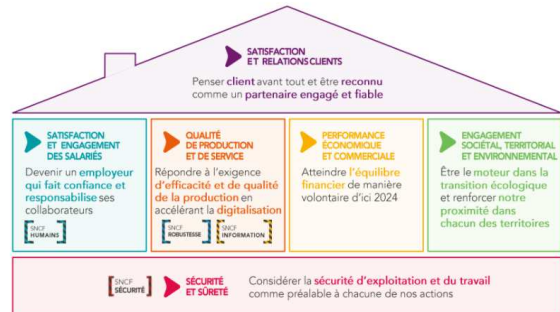 SATISFACTION
ET RELATIONS CLIENTS
Penser client avant tout et être reconnu
comme un partenaire engagé et fiable
SATISFACTION
ET ENGAGEMENT
DES SALARIÉS
Devenir un employeur
qui fait confiance et
responsabilise ses
collaborateurs
SNCF
HUMAINS
QUALITÉ
DE PRODUCTION
ET DE SERVICE
Répondre à l'exigence
d'efficacité et de qualité
de la production en
accélérant la digitalisation
SNCF
ROBUSTESSE
SNCF
INFORMATION
PERFORMANCE
ÉCONOMIQUE
ET COMMERCIALE
Atteindre l'équilibre
financier de manière
volontaire d'ici 2024
ENGAGEMENT
SOCIÉTAL, TERRITORIAL
ET ENVIRONNEMENTAL
Être le moteur dans la
transition écologique
et renforcer notre
proximité dans
chacun des territoires
SNCF
SÉCURITÉ
SÉCURITÉ
ET SÛRETÉ
Considérer la sécurité d'exploitation et du travail
comme préalable à chacune de nos actions